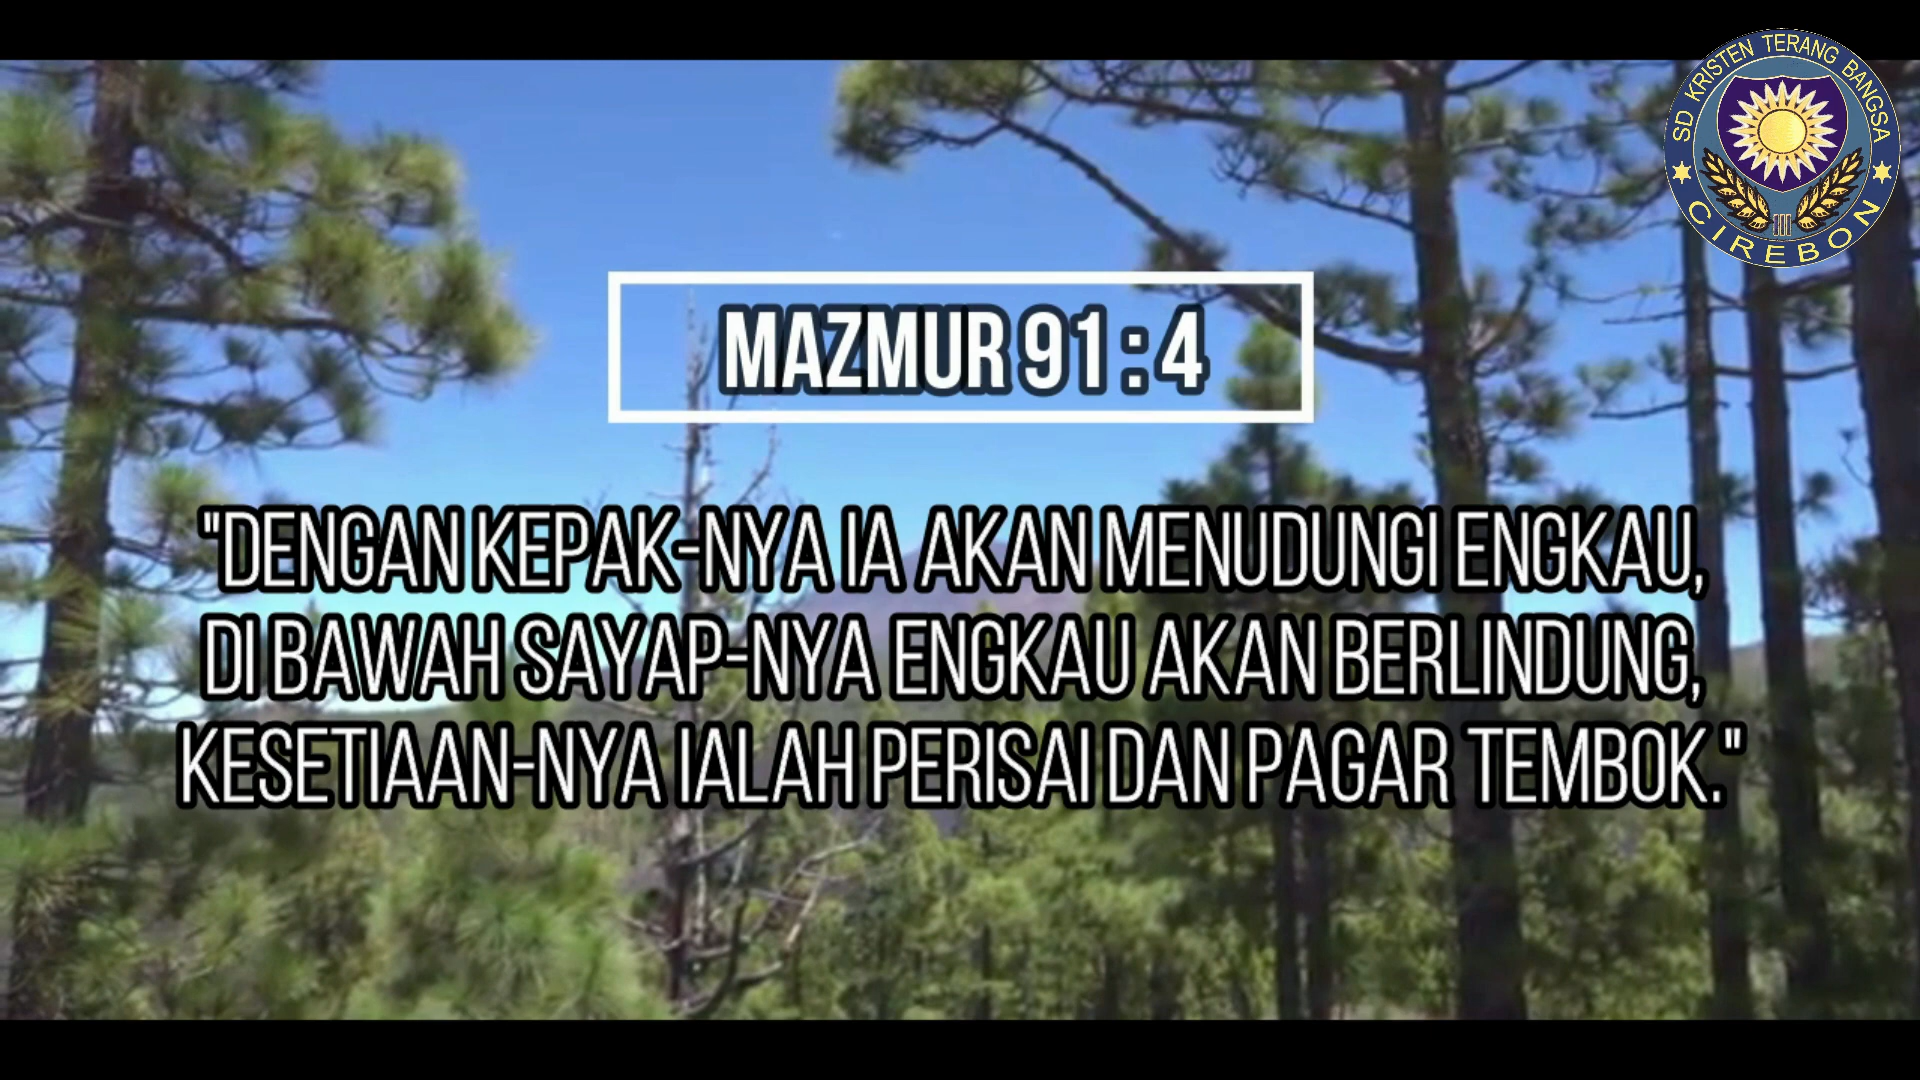 SD KRISTEN TERANG BANGSA
CIREBON
MAZMUR 91 : 4
"DENGAN KEPAK-NYA IA AKAN MENUDUNGI ENGKAU,
DI BAWAH SAYAP-NYA ENGKAU AKAN BERLINDUNG,
KESETIAAN-NYA IALAH PERISAI DAN PAGAR TEMBOK."